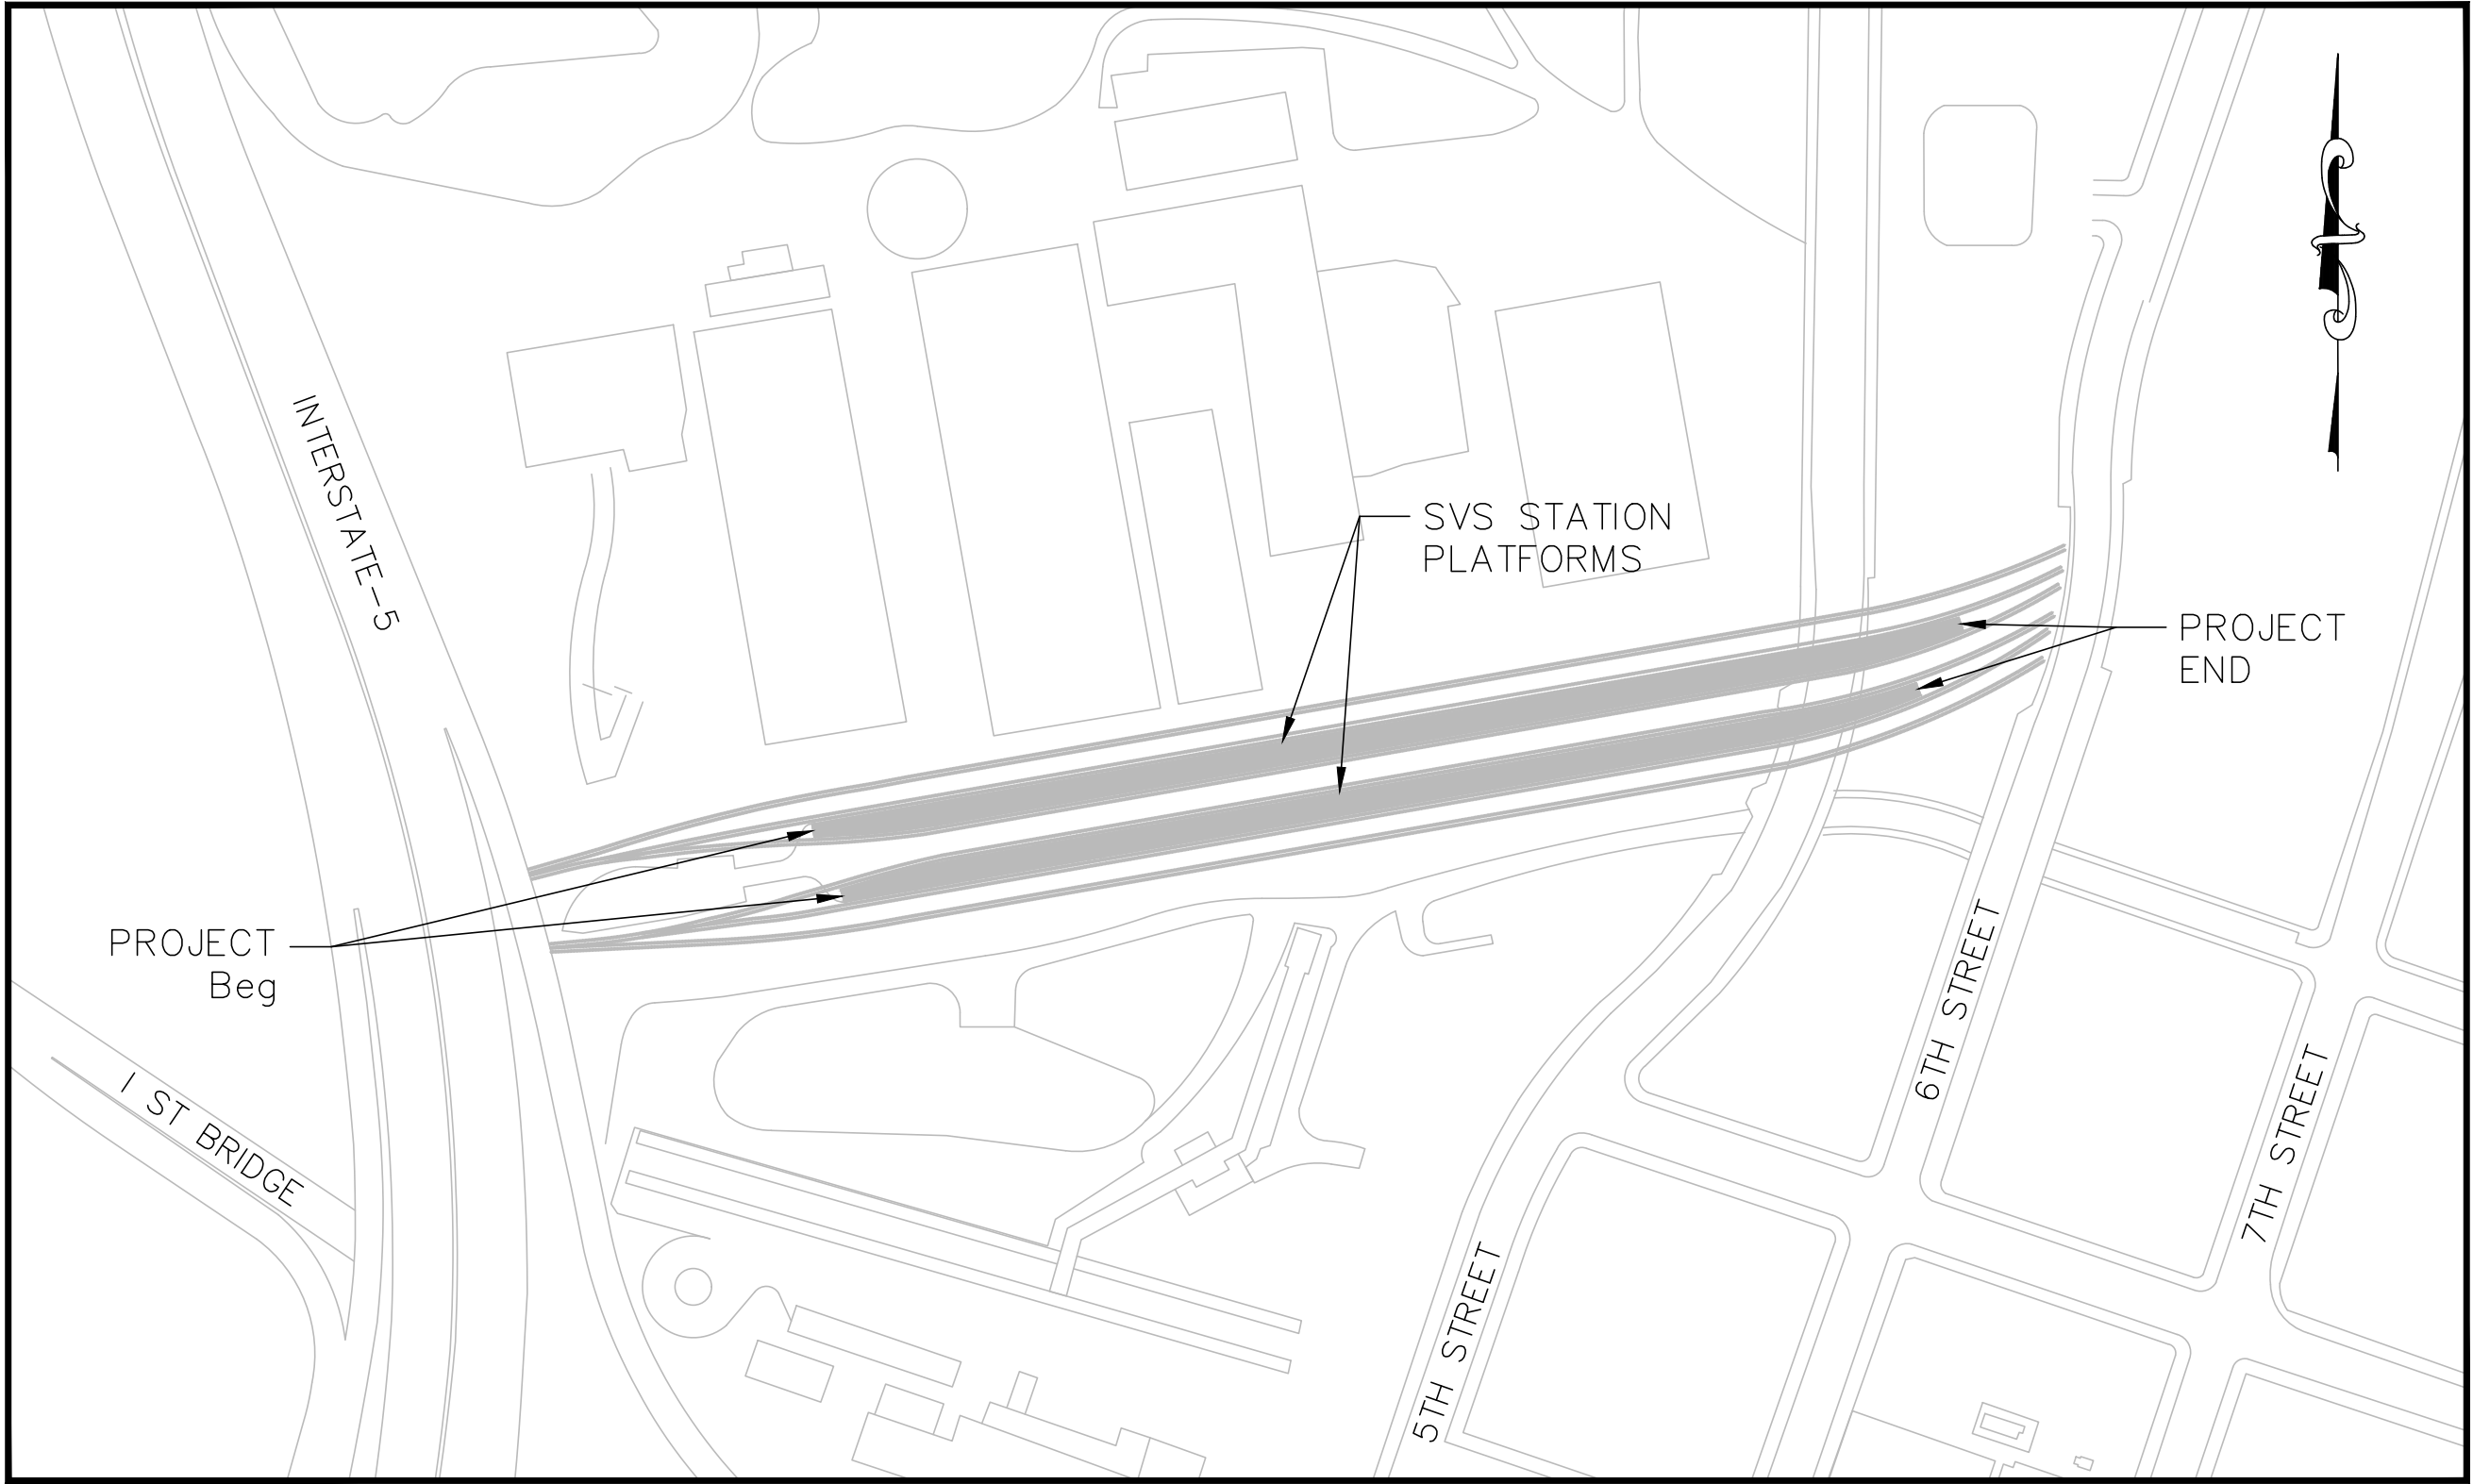 INTERSTATE-5
SVS STATION
PLATFORMS
PROJECT
END
PROJECT
Beg
I ST BRIDGE
6TH STREET
7TH STREET
5TH STREET